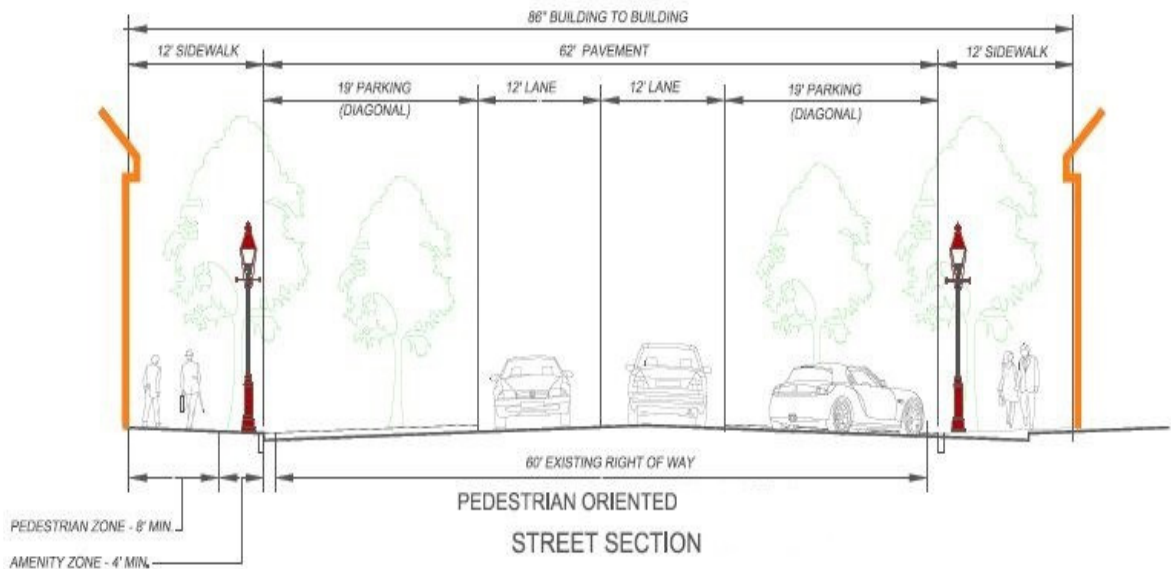 86" BUILDING TO BUILDING
12' SIDEWALK
62' PAVEMENT
12' SIDEWALK
19' PARKING
(DIAGONAL)
12' LANE
12' LANE
19' PARKING
(DIAGONAL)
60' EXISTING RIGHT OF WAY
PEDESTRIAN ORIENTED
STREET SECTION
PEDESTRIAN ZONE - 8' MIN.
AMENITY ZONE - 4' MIN.